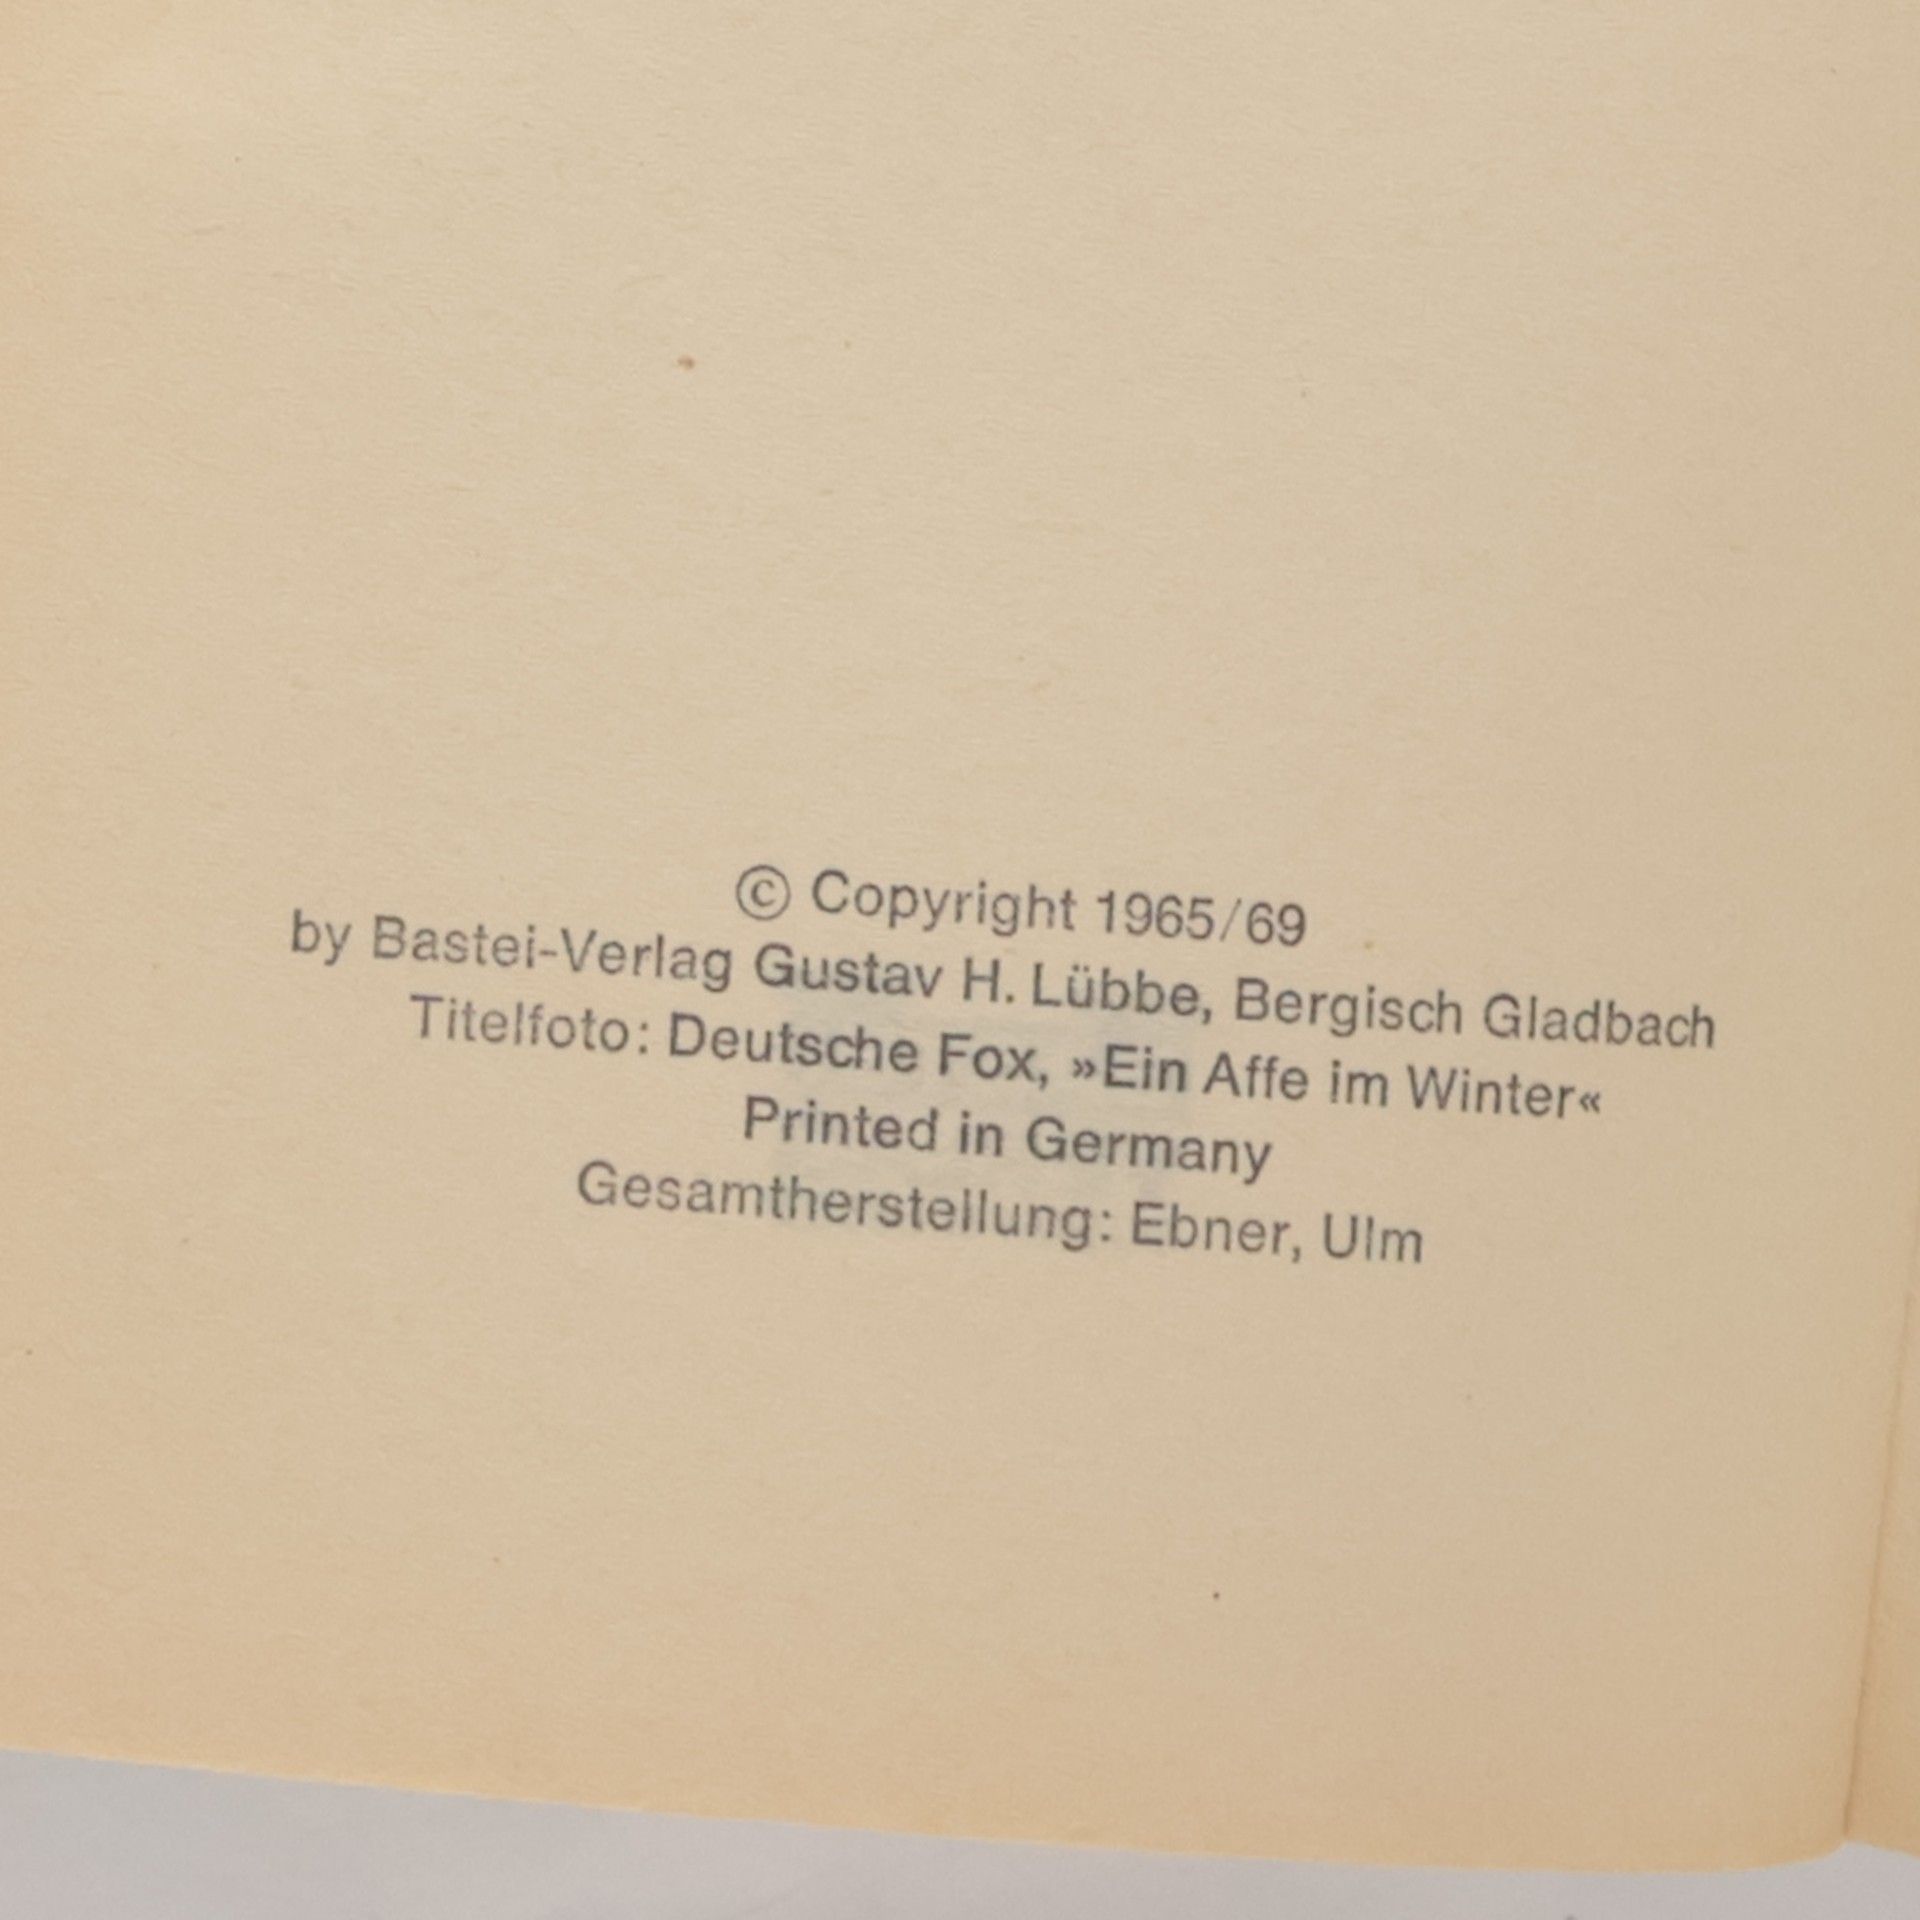 © Copyright 1965/69
by Bastei-Verlag Gustav H. Lübbe, Bergisch Gladbach
Titelfoto: Deutsche Fox, »Ein Affe im Winter«
Printed in Germany
Gesamtherstellung: Ebner, Ulm